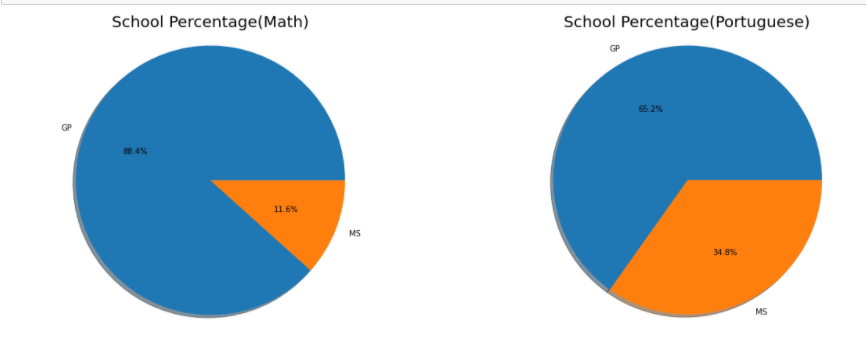 School Percentage(Math)
GP
88.4%
11.6%
MS
School Percentage(Portuguese)
GP
65.2%
34.8%
MS